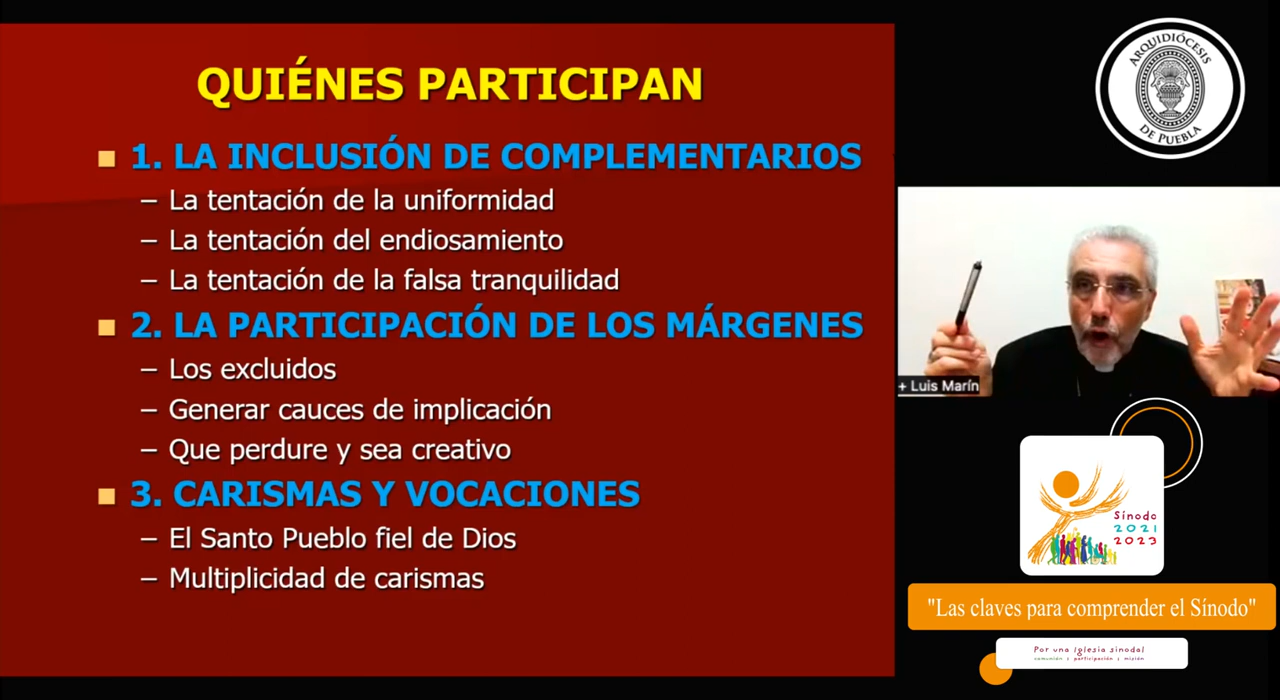 QUIÉNES PARTICIPAN
1. LA INCLUSIÓN DE COMPLEMENTARIOS
– La tentación de la uniformidad
– La tentación del endiosamiento
– La tentación de la falsa tranquilidad
2. LA PARTICIPACIÓN DE LOS MÁRGENES
– Los excluidos
– Generar cauces de implicación
– Que perdure y sea creativo
3. CARISMAS Y VOCACIONES
– El Santo Pueblo fiel de Dios
– Multiplicidad de carismas
ARQUIDIÓCESIS
DE PUEBLA
+ Luis Marín
Sínodo
2021
2023
"Las claves para comprender el Sínodo"
Por una Iglesia sinodal
comunión | participación | misión